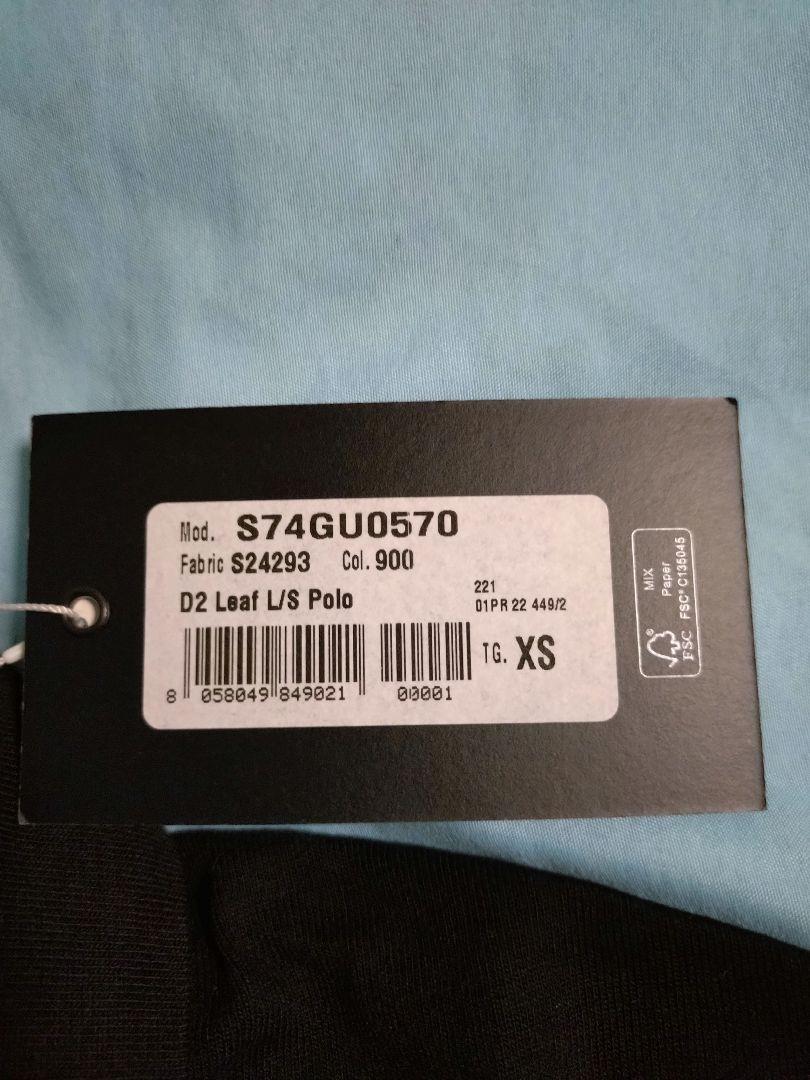 Mod. S74GU0570
Fabric S24293 Col. 900
D2 Leaf L/S Polo
221
01PR 22 449/2
TG. XS
8 058049 849021 00001
FSC
MIX
Paper
FSC® C135045